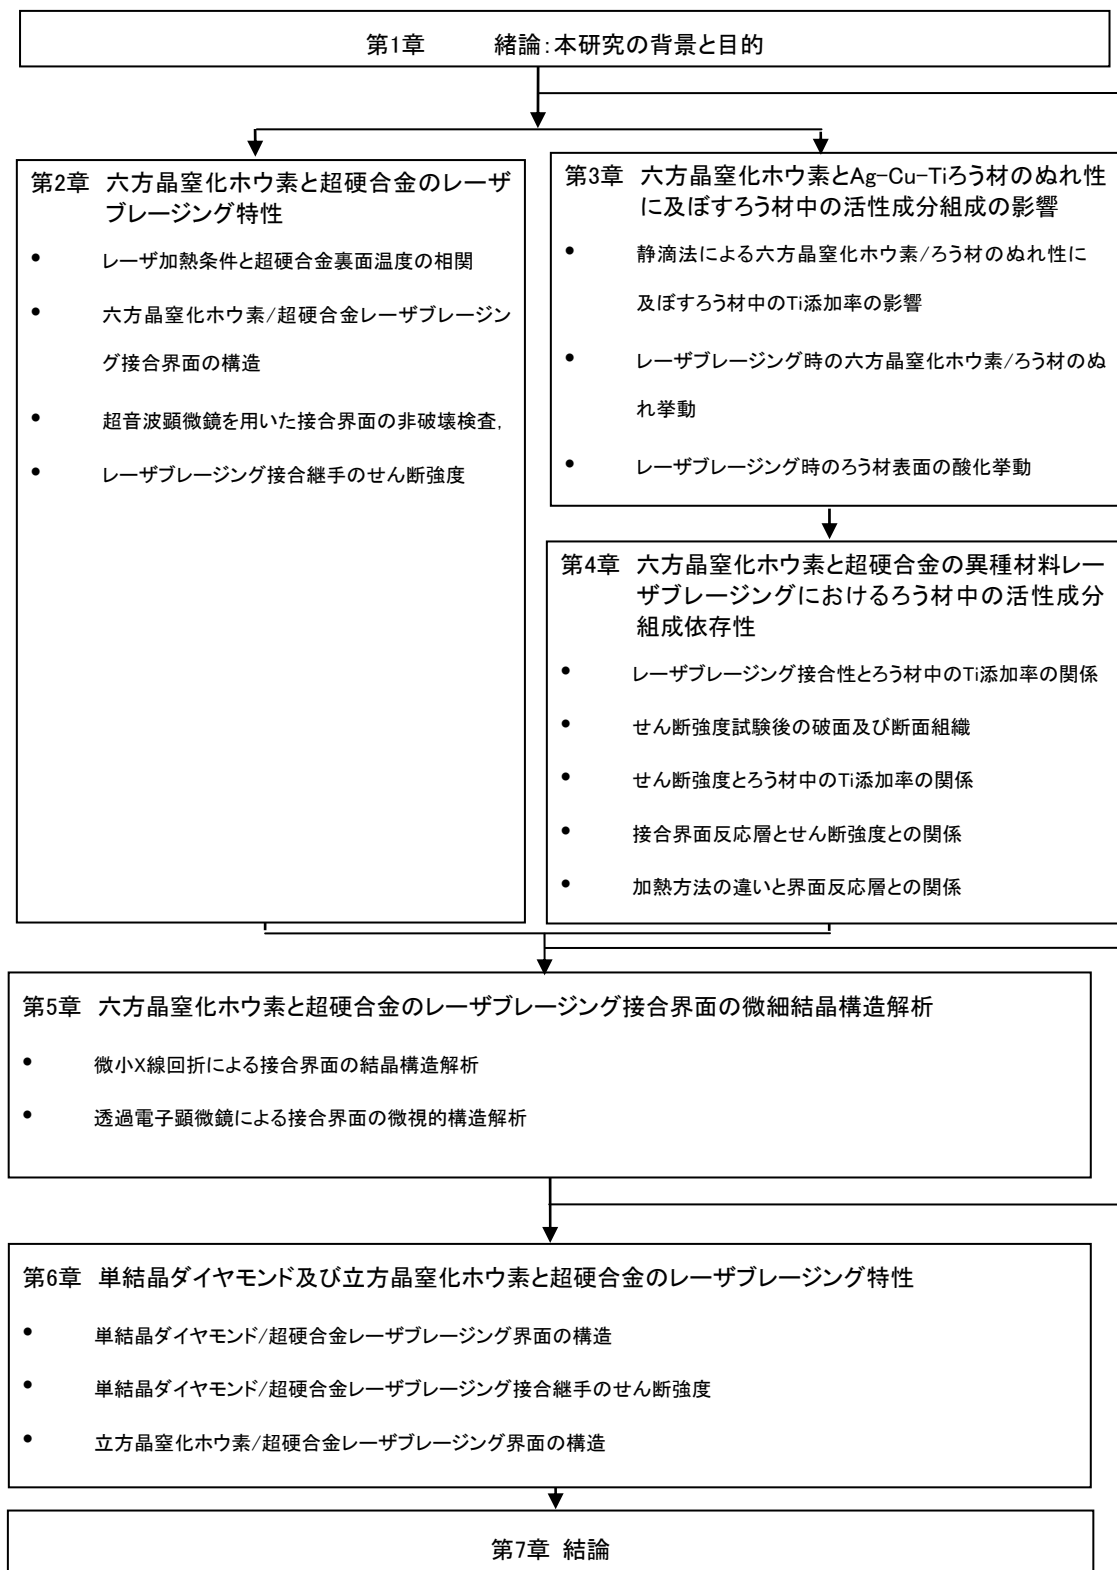 第1章 緒論：本研究の背景と目的
第2章 六方晶窒化ホウ素と超硬合金のレーザ
ブレージング特性
• レーザ加熱条件と超硬合金裏面温度の相関
• 六方晶窒化ホウ素/超硬合金レーザブレージン
グ接合界面の構造
• 超音波顕微鏡を用いた接合界面の非破壊検査,
• レーザブレージング接合継手のせん断強度
第3章 六方晶窒化ホウ素とAg-Cu-Tiろう材のぬれ性
に及ぼすろう材中の活性成分組成の影響
• 静滴法による六方晶窒化ホウ素/ろう材のぬれ性に
及ぼすろう材中のTi添加率の影響
• レーザブレージング時の六方晶窒化ホウ素/ろう材のぬ
れ挙動
• レーザブレージング時のろう材表面の酸化挙動
第4章 六方晶窒化ホウ素と超硬合金の異種材料レー
ザブレージングにおけるろう材中の活性成分
組成依存性
• レーザブレージング接合性とろう材中のTi添加率の関係
• せん断強度試験後の破面及び断面組織
• せん断強度とろう材中のTi添加率の関係
• 接合界面反応層とせん断強度との関係
• 加熱方法の違いと界面反応層との関係
第5章 六方晶窒化ホウ素と超硬合金のレーザブレージング接合界面の微細結晶構造解析
• 微小X線回折による接合界面の結晶構造解析
• 透過電子顕微鏡による接合界面の微視的構造解析
第6章 単結晶ダイヤモンド及び立方晶窒化ホウ素と超硬合金のレーザブレージング特性
• 単結晶ダイヤモンド/超硬合金レーザブレージング界面の構造
• 単結晶ダイヤモンド/超硬合金レーザブレージング接合継手のせん断強度
• 立方晶窒化ホウ素/超硬合金レーザブレージング界面の構造
第7章 結論